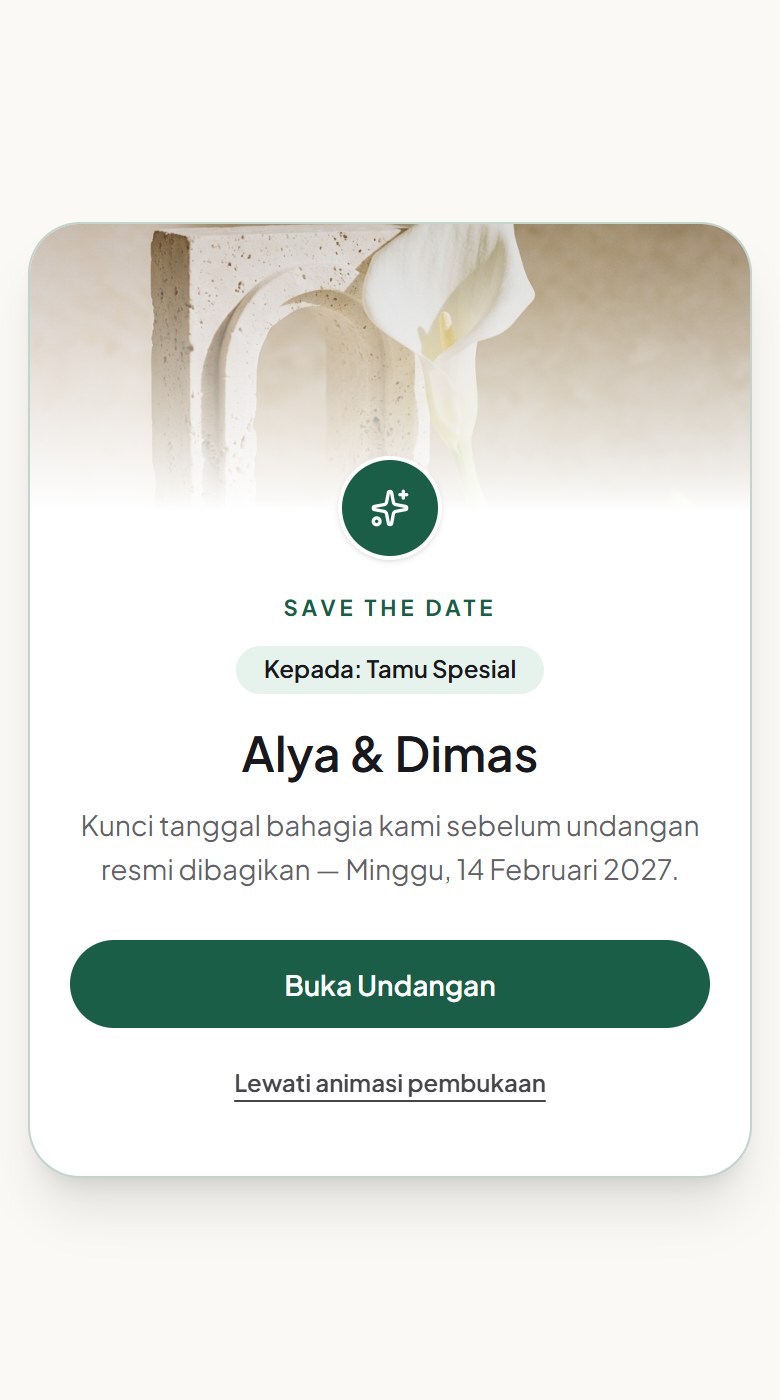 SAVE THE DATE
Kepada: Tamu Spesial
Alya & Dimas
Kunci tanggal bahagia kami sebelum undangan
resmi dibagikan — Minggu, 14 Februari 2027.
Buka Undangan
Lewati animasi pembukaan